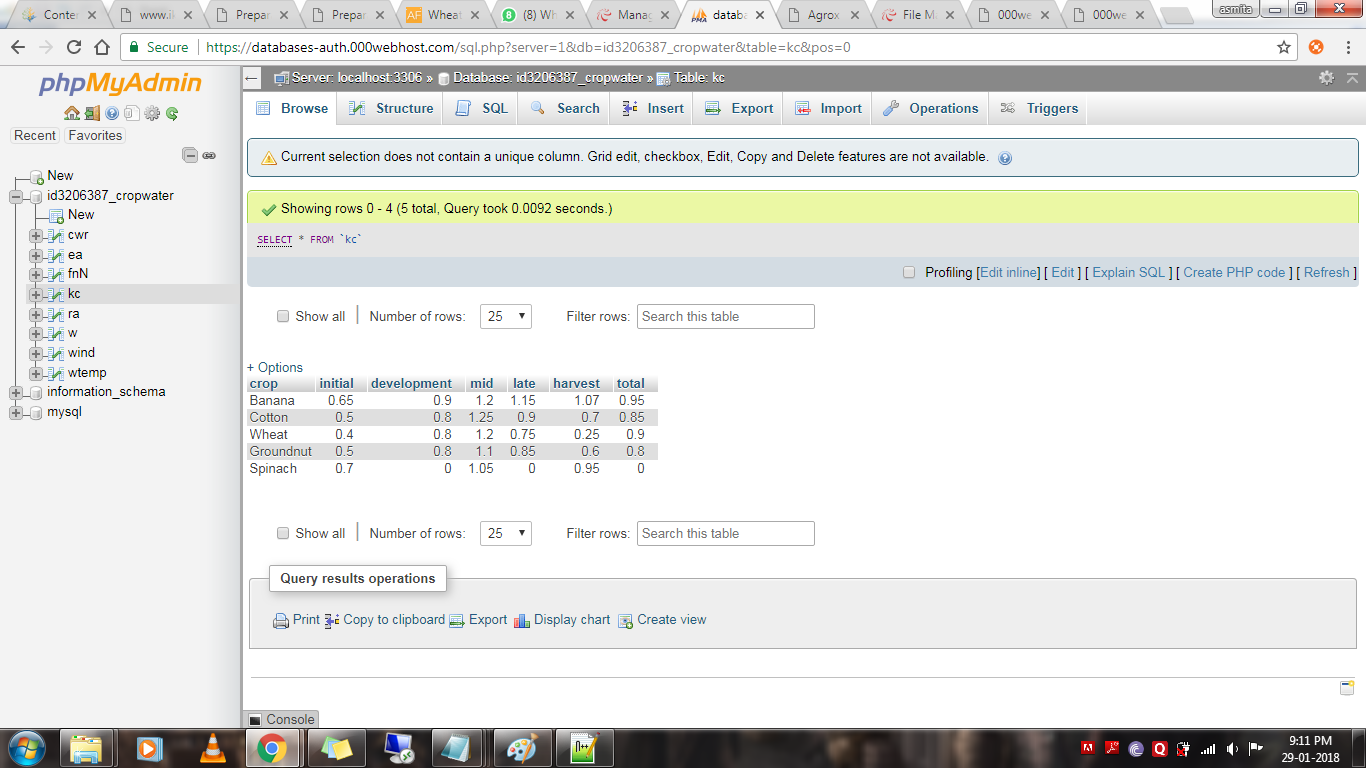 Conter www.il Prepar Prepar Wheat (8) Wh Manag databa Agrox File M 000we 000we asmita
Secure https://databases-auth.000webhost.com/sql.php?server=1&db=id3206387_cropwater&table=kc&pos=0
phpMyAdmin
Recent Favorites
New
id3206387_cropwater
New
cwr
ea
fnN
kc
ra
w
wind
wtemp
information_schema
mysql
Server: localhost:3306 » Database: id3206387_cropwater » Table: kc
Browse Structure SQL Search Insert Export Import Operations Triggers
Current selection does not contain a unique column. Grid edit, checkbox, Edit, Copy and Delete features are not available.
Showing rows 0 - 4 (5 total, Query took 0.0092 seconds.)
SELECT * FROM `kc`
Profiling [Edit inline] [ Edit ] [ Explain SQL ] [ Create PHP code ] [ Refresh ]
Show all Number of rows: 25 Filter rows: Search this table
+ Options
crop initial development mid late harvest total
Banana 0.65 0.9 1.2 1.15 1.07 0.95
Cotton 0.5 0.8 1.25 0.9 0.7 0.85
Wheat 0.4 0.8 1.2 0.75 0.25 0.9
Groundnut 0.5 0.8 1.1 0.85 0.6 0.8
Spinach 0.7 0 1.05 0 0.95 0
Show all Number of rows: 25 Filter rows: Search this table
Query results operations
Print Copy to clipboard Export Display chart Create view
Console
9:11 PM
29-01-2018